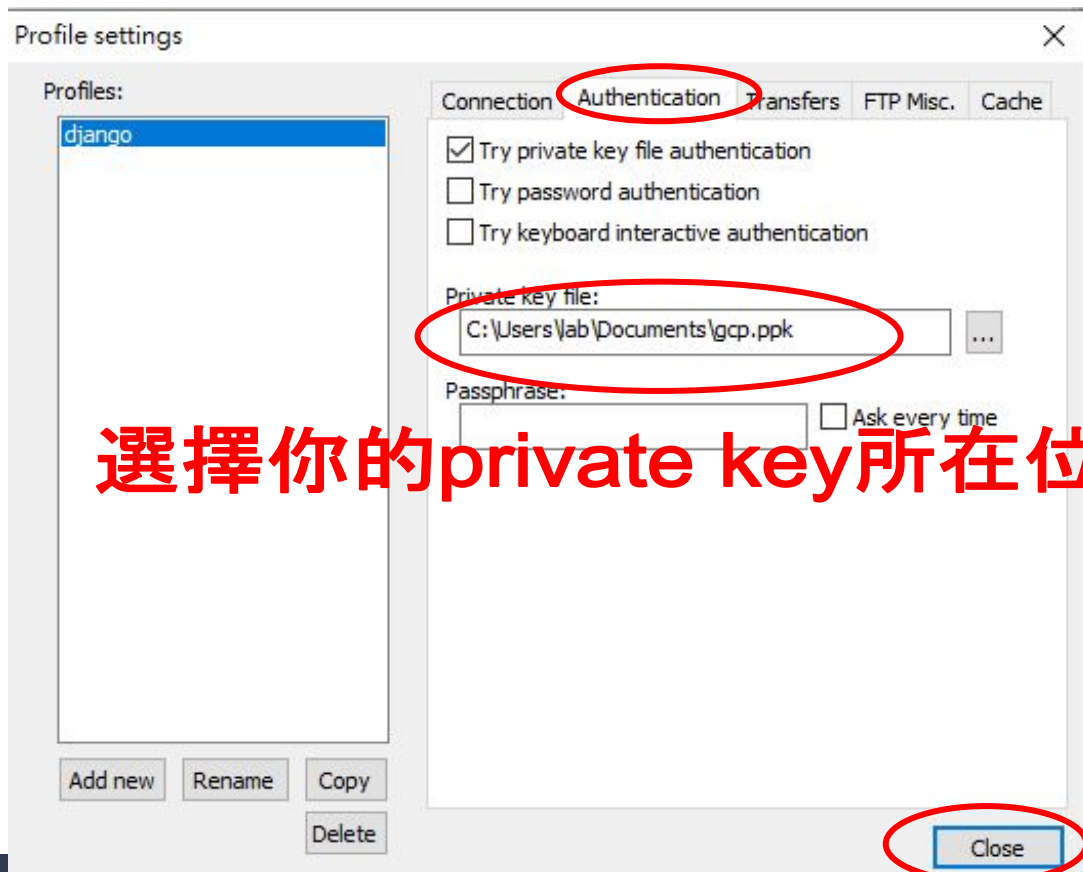 Profile settings
Profiles:
django
Add new
Rename
Copy
Delete
Connection
Authentication
Transfers
FTP Misc.
Cache
Try private key file authentication
Try password authentication
Try keyboard interactive authentication
Private key file:
C:\Users\lab\Documents\gcp.ppk
...
Passphrase:
Ask every time
選擇你的private key所在位
Close